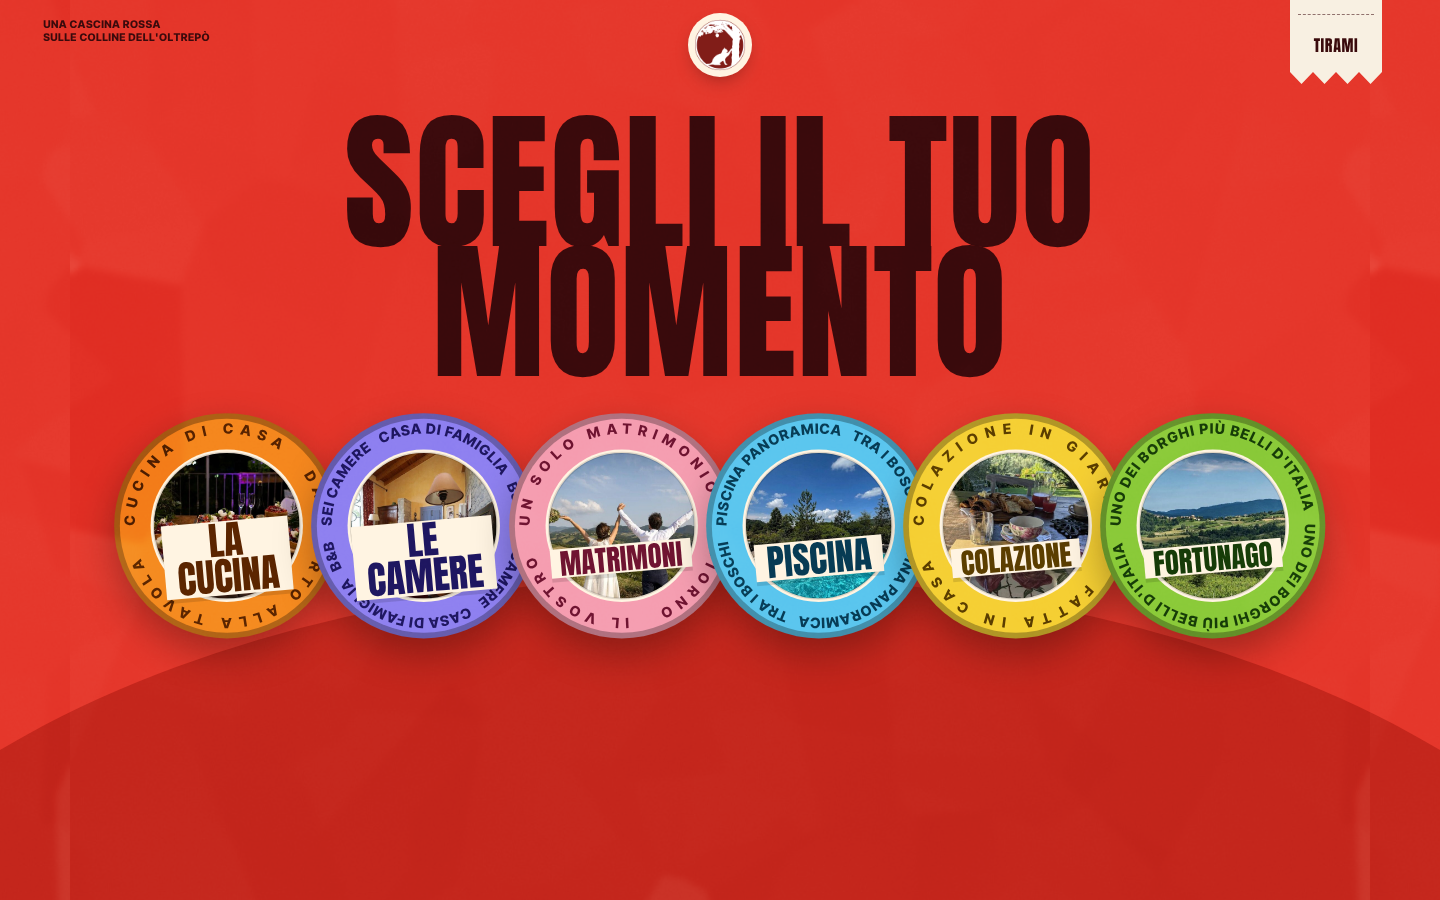 UNA CASCINA ROSSA
SULLE COLLINE DELL'OLTREPÒ
TIRAMI
SCEGLI IL TUO
MOMENTO
CUCINA DI CASA
ALLA TAVOLA
LA
CUCINA
SEI CAMERE CASA DI FAMIGLIA
CASA DI FAMIGLIA B&B
LE
CAMERE
UN SOLO MATRIMONIO
IL VOSTRO
MATRIMONI
PISCINA PANORAMICA TRA I
PANORAMICA TRA I BOSCHI
PISCINA
COLAZIONE IN
FATTA IN CASA
COLAZIONE
UNO DEI BORGHI PIÙ BELLI D'ITALIA
UNO DEI BORGHI PIÙ BELLI D'ITALIA
FORTUNAGO